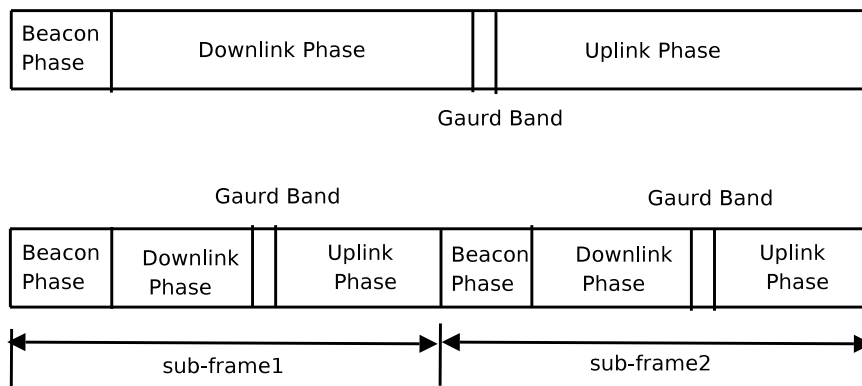 Beacon
Phase
Downlink Phase
Uplink Phase
Gaurd Band
Gaurd Band
Gaurd Band
Beacon
Phase
Downlink
Phase
Uplink
Phase
Beacon
Phase
Downlink
Phase
Uplink
Phase
sub-frame1
sub-frame2